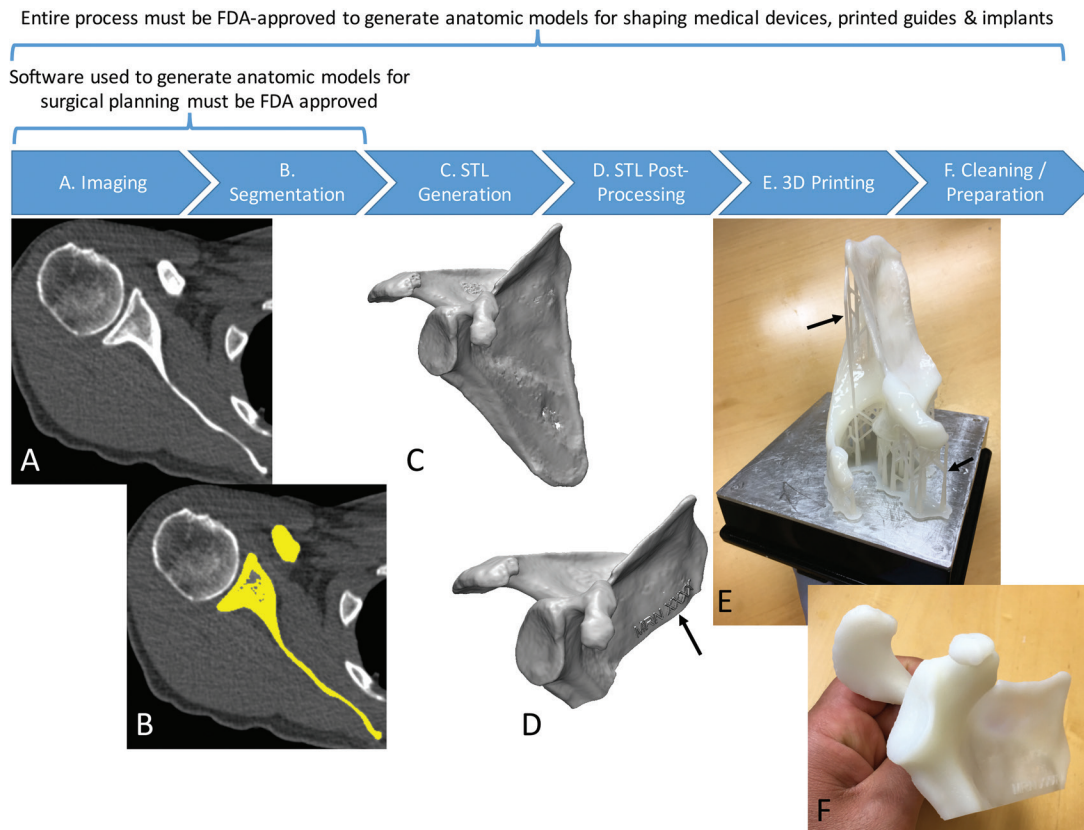 Entire process must be FDA-approved to generate anatomic models for shaping medical devices, printed guides & implants
Software used to generate anatomic models for
surgical planning must be FDA approved
A. Imaging
B.
Segmentation
C. STL
Generation
D. STL Post-
Processing
E. 3D Printing
F. Cleaning /
Preparation
A
B
C
MRN XXXX
D
E
F